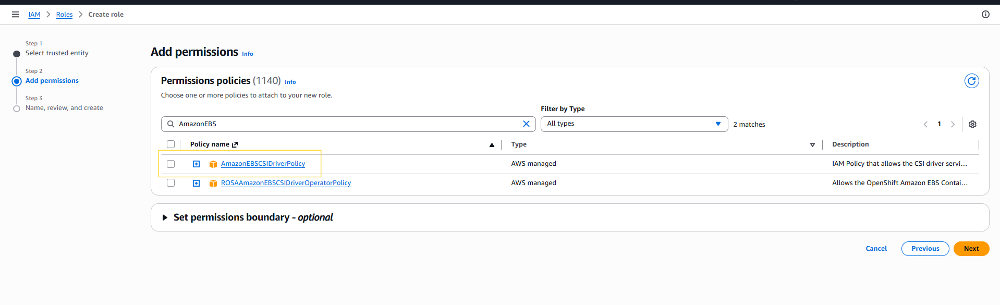 IAM > Roles > Create role
Step 1
Select trusted entity
Step 2
Add permissions
Step 3
Name, review, and create
Add permissions Info
Permissions policies (1140) Info
Choose one or more policies to attach to your new role.
Filter by Type
AmazonEBS
All types
2 matches
1
Policy name
Type
Description
AmazonEBSCSIDriverPolicy
AWS managed
IAM Policy that allows the CSI driver servi...
ROSAAmazonEBSCSIDriverOperatorPolicy
AWS managed
Allows the OpenShift Amazon EBS Contai...
Set permissions boundary - optional
Cancel
Previous
Next